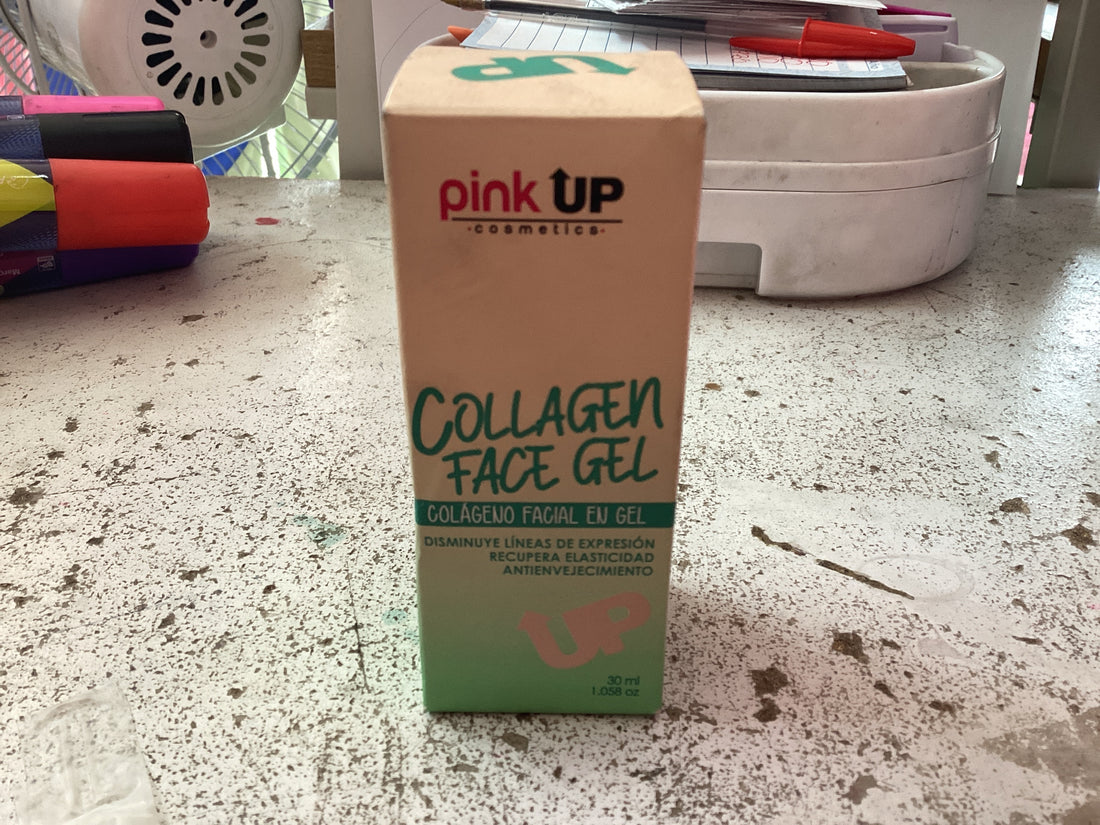 UP
pink UP
·cosmetics·
COLLAGEN
FACE GEL
COLÁGENO FACIAL EN GEL
DISMINUYE LÍNEAS DE EXPRESIÓN
RECUPERA ELASTICIDAD
ANTIENVEJECIMIENTO
UP
30 ml
1.058 oz